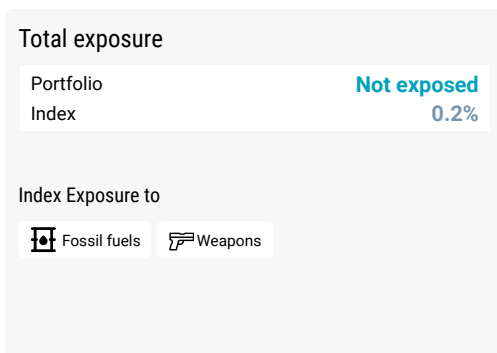 Total exposure
Portfolio Not exposed
Index 0.2%
Index Exposure to
Fossil fuels Weapons